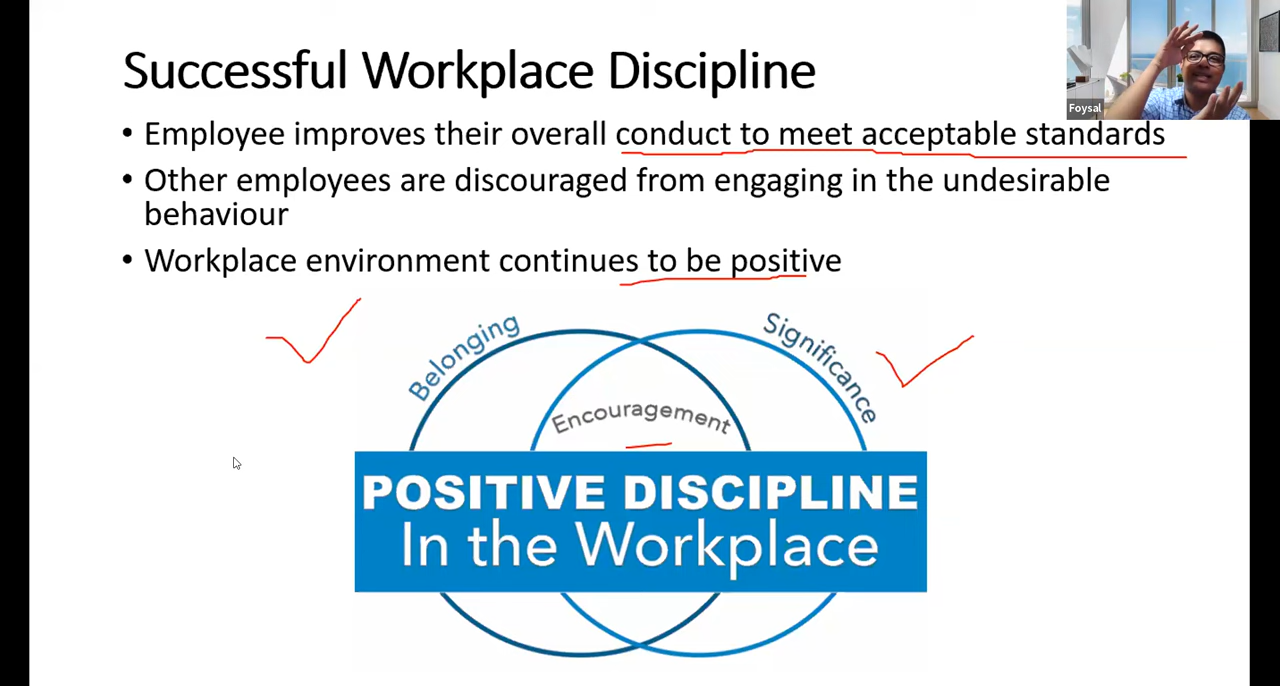 Successful Workplace Discipline
Foysal
• Employee improves their overall conduct to meet acceptable standards
• Other employees are discouraged from engaging in the undesirable
behaviour
• Workplace environment continues to be positive
Belonging
Significance
Encouragement
POSITIVE DISCIPLINE
In the Workplace